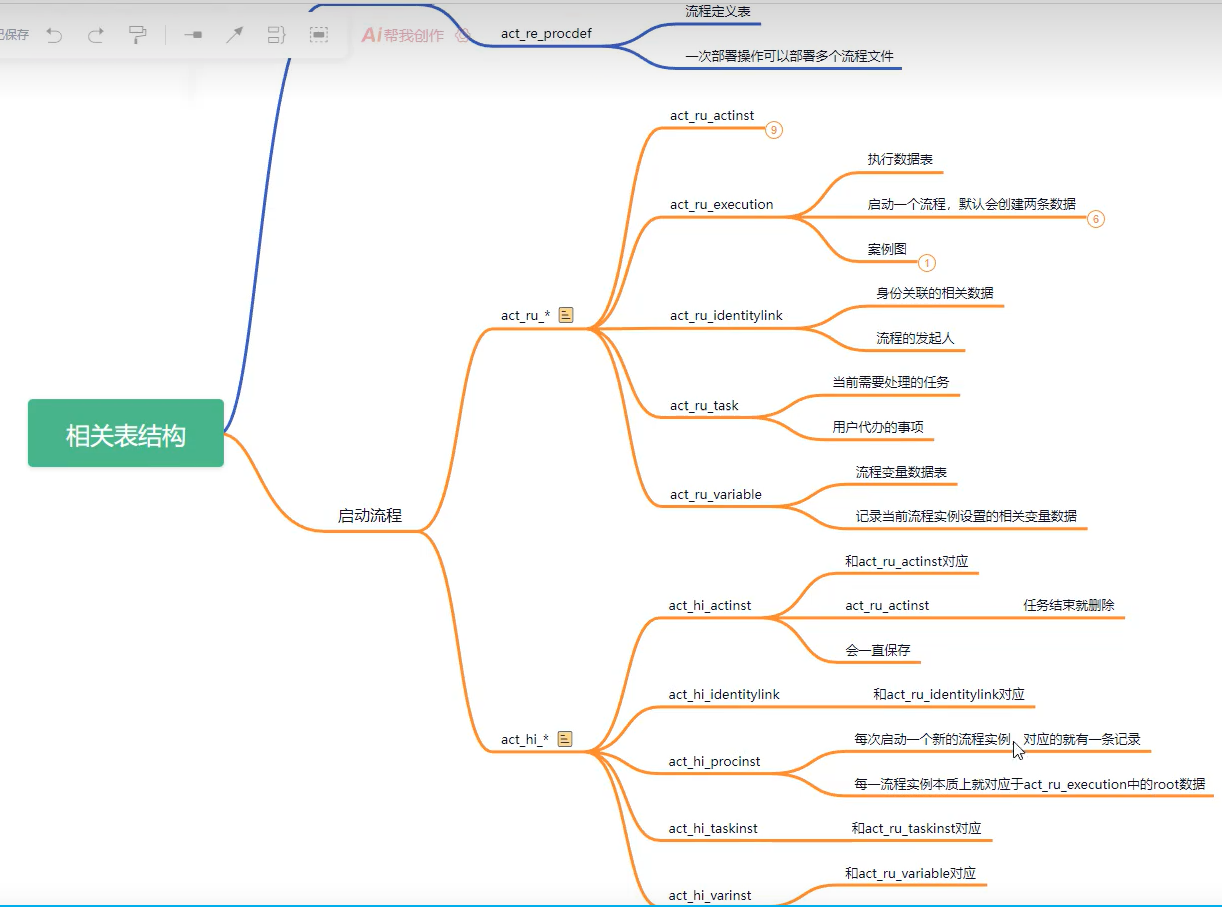 已保存
Ai帮我创作
act_re_procdef
流程定义表
一次部署操作可以部署多个流程文件
相关表结构
启动流程
act_ru_*
act_ru_actinst
9
act_ru_execution
执行数据表
启动一个流程，默认会创建两条数据
6
案例图
1
act_ru_identitylink
身份关联的相关数据
流程的发起人
act_ru_task
当前需要处理的任务
用户代办的事项
act_ru_variable
流程变量数据表
记录当前流程实例设置的相关变量数据
act_hi_*
act_hi_actinst
和act_ru_actinst对应
act_ru_actinst
任务结束就删除
会一直保存
act_hi_identitylink
和act_ru_identitylink对应
act_hi_procinst
每次启动一个新的流程实例，对应的就有一条记录
每一流程实例本质上就对应于act_ru_execution中的root数据
act_hi_taskinst
和act_ru_taskinst对应
act_hi_varinst
和act_ru_variable对应